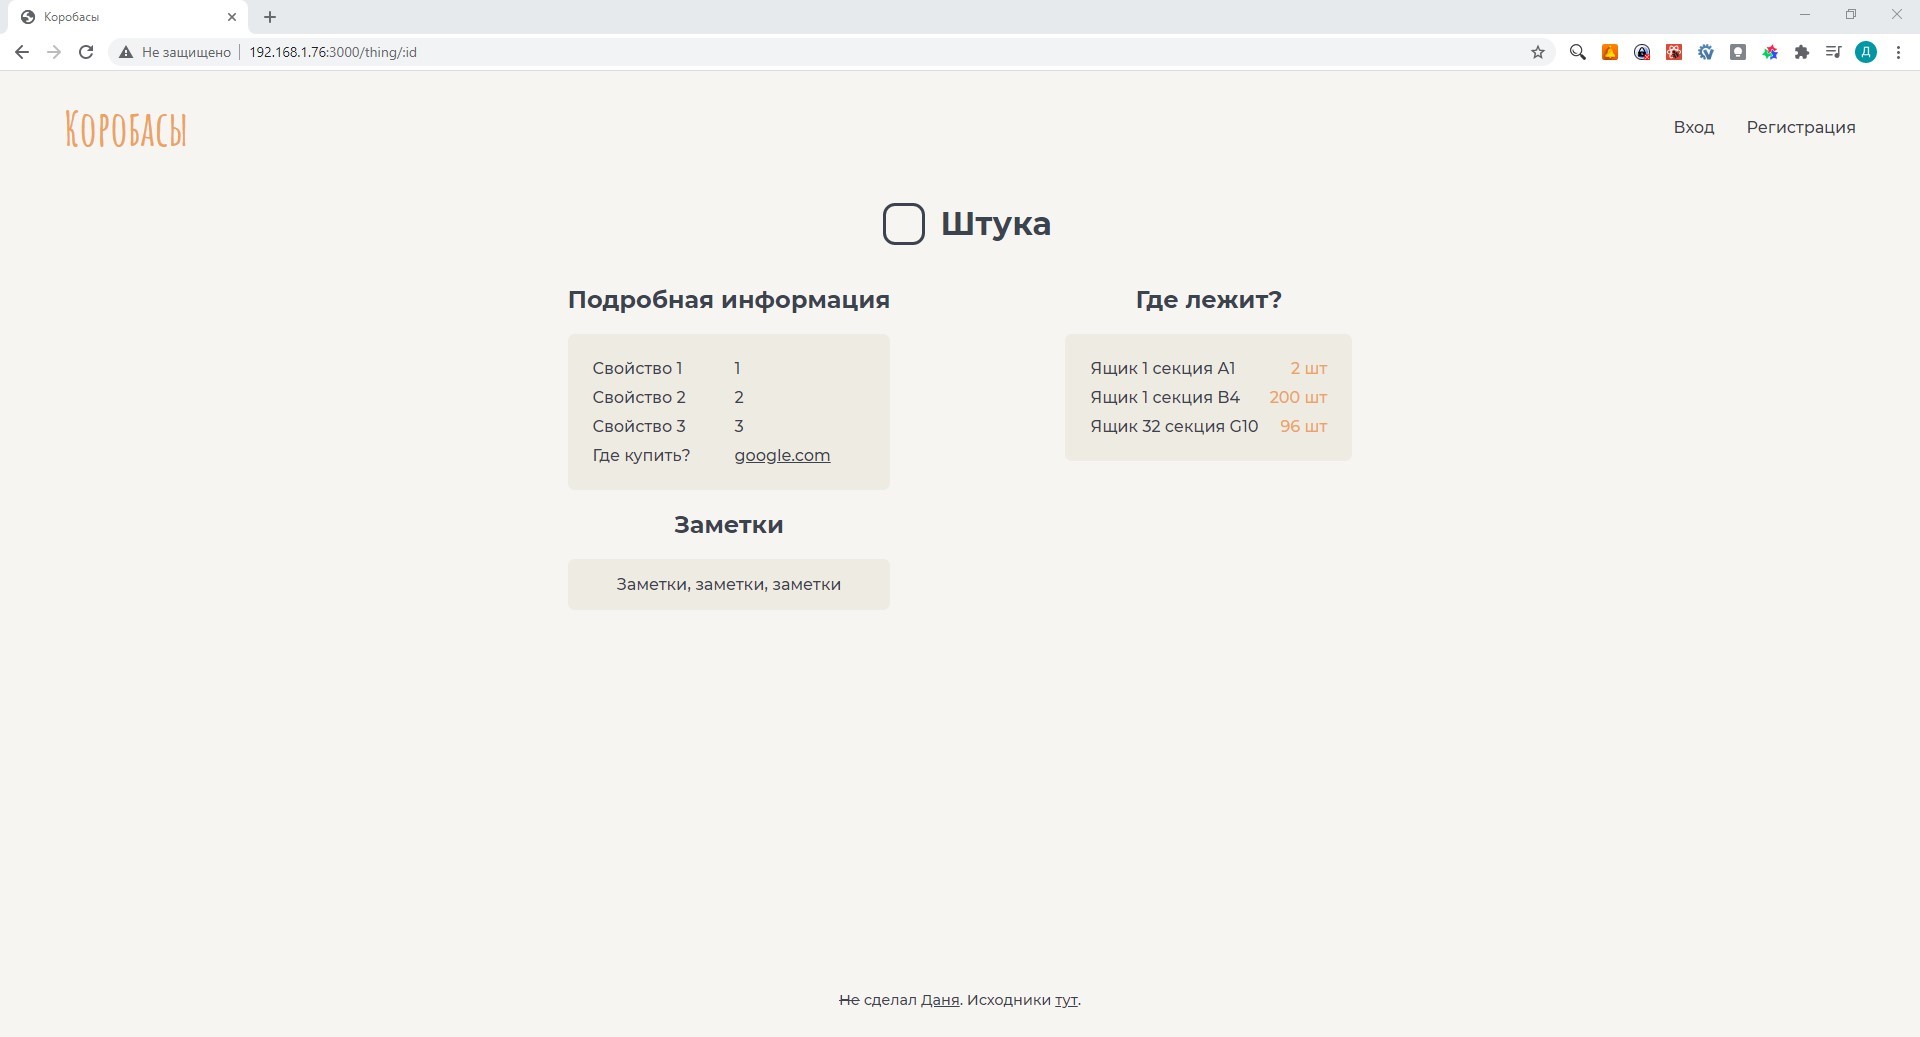 Коробасы
Не защищено 192.168.1.76:3000/thing/:id
Д
Коробасы
Вход Регистрация
Штука
Подробная информация
Свойство 1 1
Свойство 2 2
Свойство 3 3
Где купить? google.com
Заметки
Заметки, заметки, заметки
Где лежит?
Ящик 1 секция A1 2 шт
Ящик 1 секция B4 200 шт
Ящик 32 секция G10 96 шт
Не сделал Даня. Исходники тут.